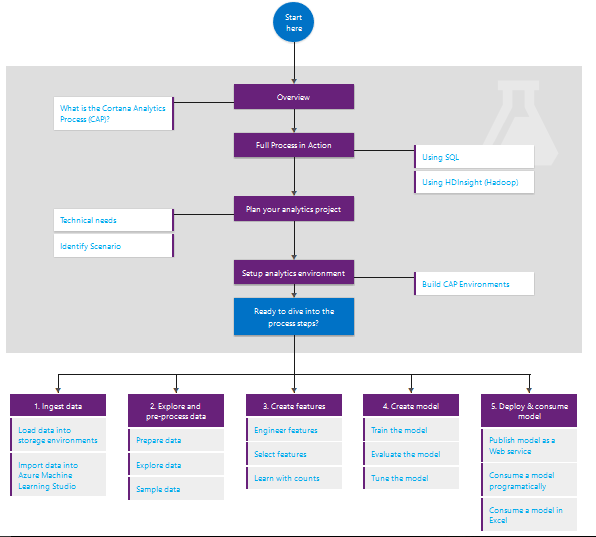 Start
here
Overview
What is the Cortana Analytics
Process (CAP)?
Full Process in Action
Using SQL
Using HDInsight (Hadoop)
Plan your analytics project
Technical needs
Identify Scenario
Setup analytics environment
Build CAP Environments
Ready to dive into the
process steps?
1. Ingest data
Load data into
storage environments
Import data into
Azure Machine
Learning Studio
2. Explore and
pre-process data
Prepare data
Explore data
Sample data
3. Create features
Engineer features
Select features
Learn with counts
4. Create model
Train the model
Evaluate the model
Tune the model
5. Deploy & consume
model
Publish model as a
Web service
Consume a model
programatically
Consume a model in
Excel